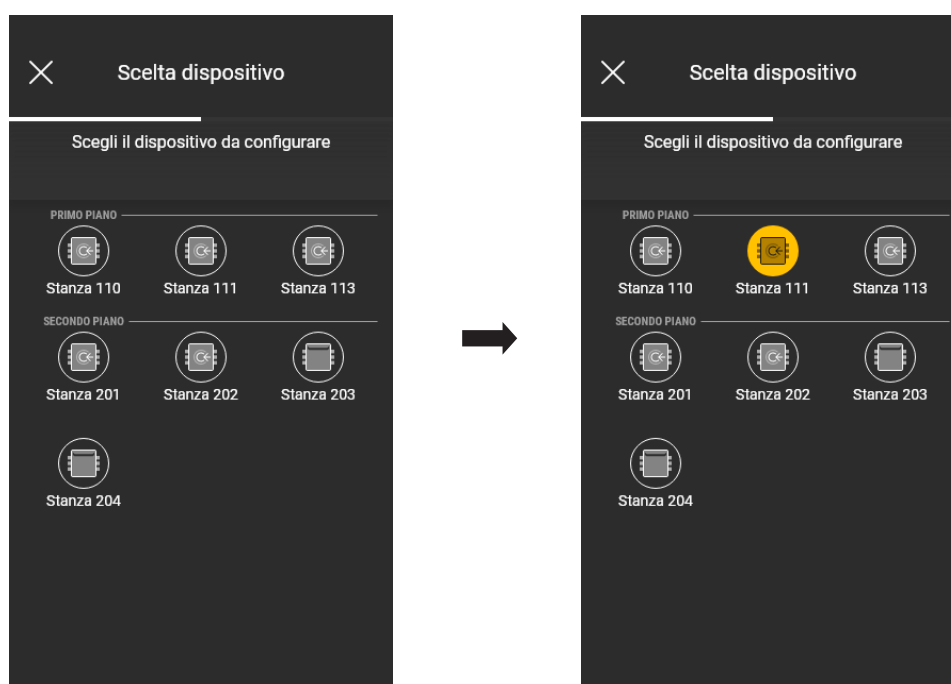 Scelta dispositivo
Scegli il dispositivo da configurare
PRIMO PIANO
Stanza 110 Stanza 111 Stanza 113
SECONDO PIANO
Stanza 201 Stanza 202 Stanza 203
Stanza 204
Scelta dispositivo
Scegli il dispositivo da configurare
PRIMO PIANO
Stanza 110 Stanza 111 Stanza 113
SECONDO PIANO
Stanza 201 Stanza 202 Stanza 203
Stanza 204